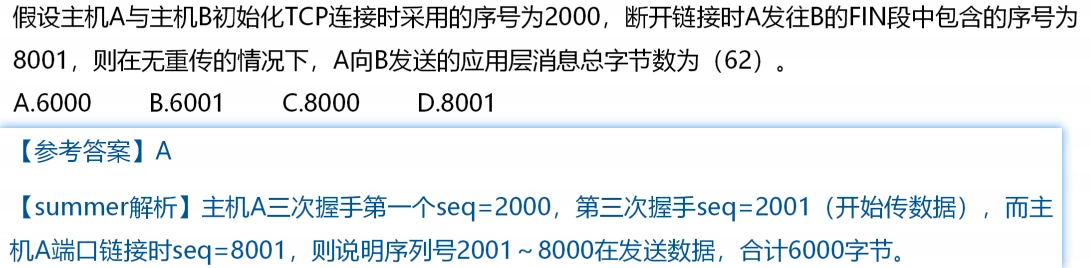 假设主机A与主机B初始化TCP连接时采用的序号为2000，断开链接时A发往B的FIN段中包含的序号为
8001，则在无重传的情况下，A向B发送的应用层消息总字节数为（62）。
A.6000 B.6001 C.8000 D.8001
【参考答案】A
【summer解析】主机A三次握手第一个seq=2000，第三次握手seq=2001（开始传数据），而主
机A端口链接时seq=8001，则说明序列号2001～8000在发送数据，合计6000字节。